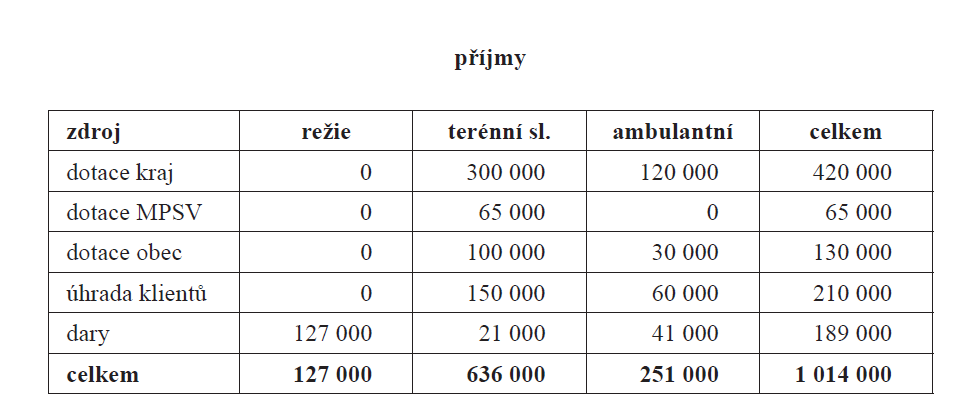 příjmy
zdroj režie terénní sl. ambulantní celkem
dotace kraj 0 300 000 120 000 420 000
dotace MPSV 0 65 000 0 65 000
dotace obec 0 100 000 30 000 130 000
úhrada klientů 0 150 000 60 000 210 000
dary 127 000 21 000 41 000 189 000
celkem 127 000 636 000 251 000 1 014 000